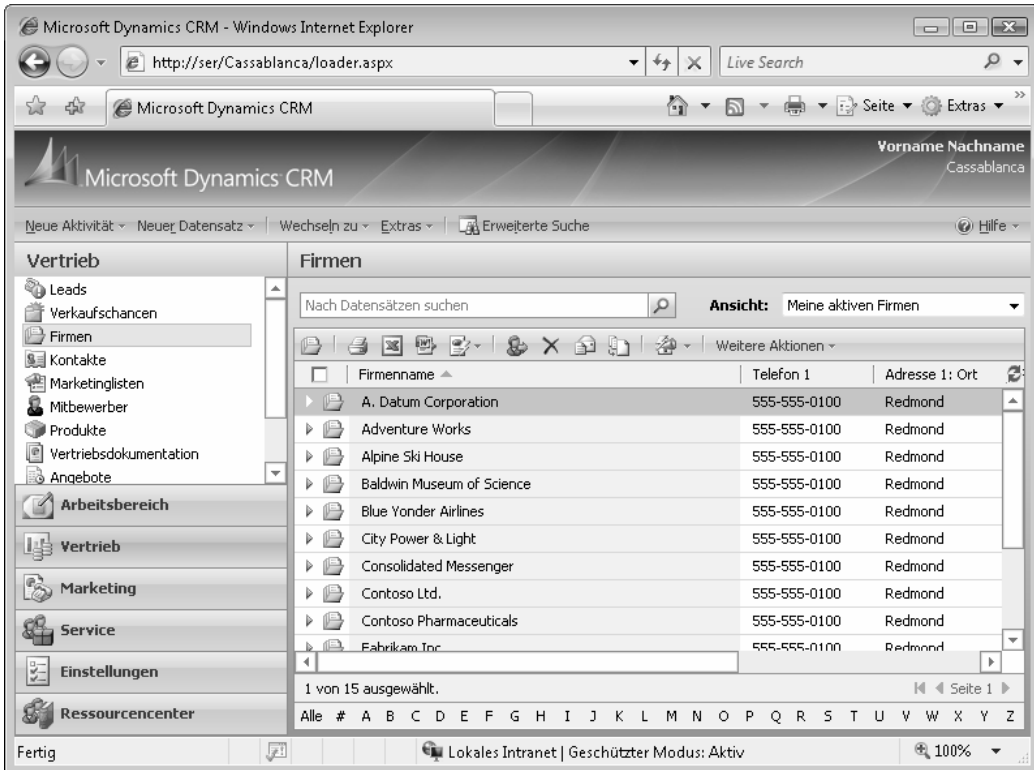 Microsoft Dynamics CRM - Windows Internet Explorer
http://ser/Cassablanca/loader.aspx
Live Search
Microsoft Dynamics CRM
Seite
Extras
Microsoft Dynamics CRM
Vorname Nachname
Cassablanca
Neue Aktivität
Neuer Datensatz
Wechseln zu
Extras
Erweiterte Suche
Hilfe
Vertrieb
Leads
Verkaufschancen
Firmen
Kontakte
Marketinglisten
Mitbewerber
Produkte
Vertriebsdokumentation
Angebote
Arbeitsbereich
Vertrieb
Marketing
Service
Einstellungen
Ressourcencenter
Firmen
Nach Datensätzen suchen
Ansicht: Meine aktiven Firmen
Weitere Aktionen
Firmenname Telefon 1 Adresse 1: Ort
A. Datum Corporation 555-555-0100 Redmond
Adventure Works 555-555-0100 Redmond
Alpine Ski House 555-555-0100 Redmond
Baldwin Museum of Science 555-555-0100 Redmond
Blue Yonder Airlines 555-555-0100 Redmond
City Power & Light 555-555-0100 Redmond
Consolidated Messenger 555-555-0100 Redmond
Contoso Ltd. 555-555-0100 Redmond
Contoso Pharmaceuticals 555-555-0100 Redmond
Fabrikam Inc 555-555-0100 Redmond
1 von 15 ausgewählt.
Seite 1
Alle # A B C D E F G H I J K L M N O P Q R S T U V W X Y Z
Fertig
Lokales Intranet | Geschützter Modus: Aktiv
100%